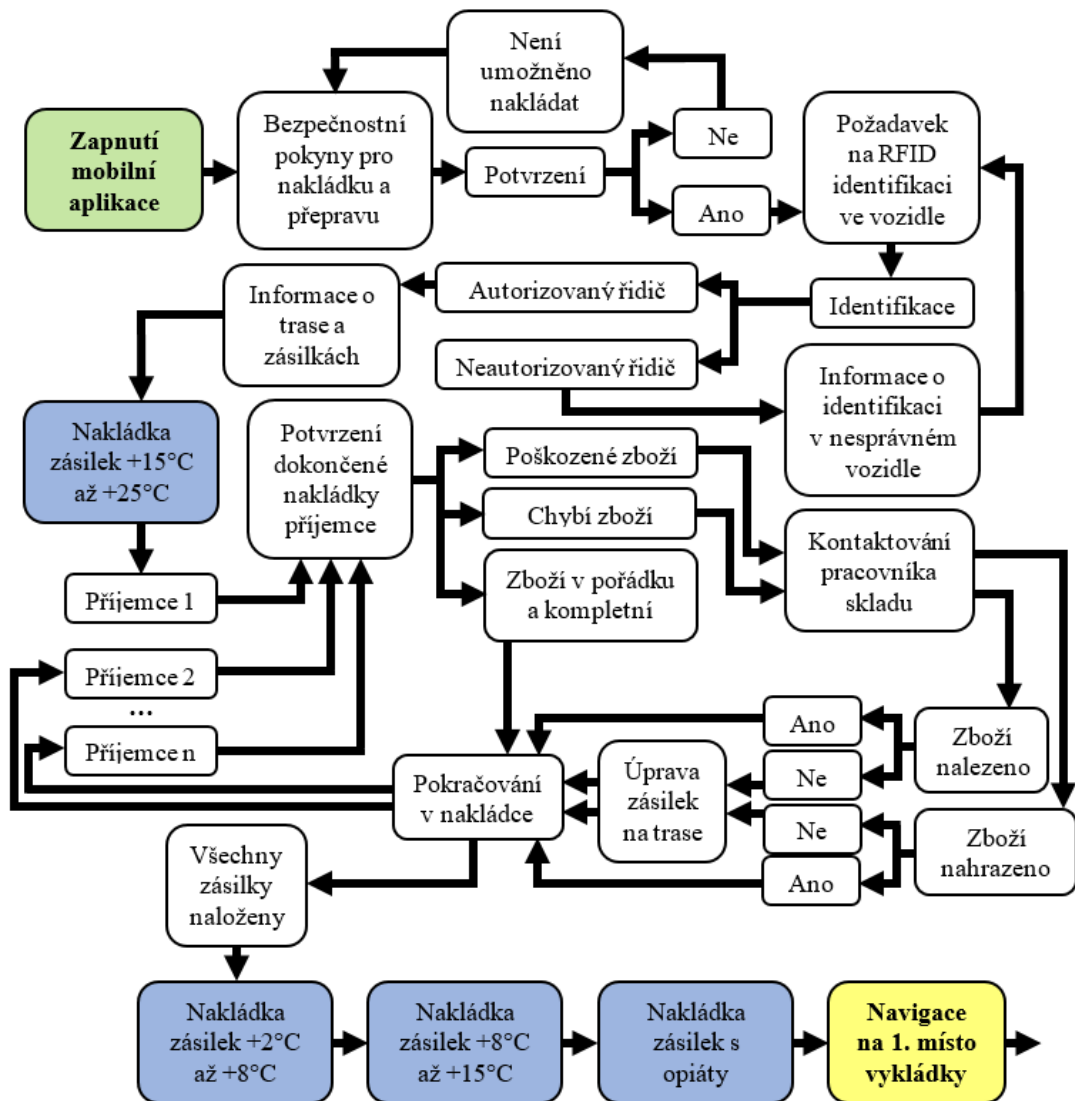 Není
umožněno
nakládat
Zapnutí
mobilní
aplikace
Bezpečnostní
pokyny pro
nakládku a
přepravu
Potvrzení
Ne
Ano
Požadavek
na RFID
identifikaci
ve vozidle
Informace o
trase a
zásilkách
Autorizovaný řidič
Identifikace
Neautorizovaný řidič
Informace o
identifikaci
v nesprávném
vozidle
Nakládka
zásilek +15°C
až +25°C
Potvrzení
dokončené
nakládky
příjemce
Poškozené zboží
Chybí zboží
Zboží v pořádku
a kompletní
Kontaktování
pracovníka
skladu
Příjemce 1
Příjemce 2
...
Příjemce n
Pokračování
v nakládce
Úprava
zásilek
na trase
Ano
Ne
Ne
Ano
Zboží
nalezeno
Zboží
nahrazeno
Všechny
zásilky
naloženy
Nakládka
zásilek +2°C
až +8°C
Nakládka
zásilek +8°C
až +15°C
Nakládka
zásilek s
opiáty
Navigace
na 1. místo
vykládky